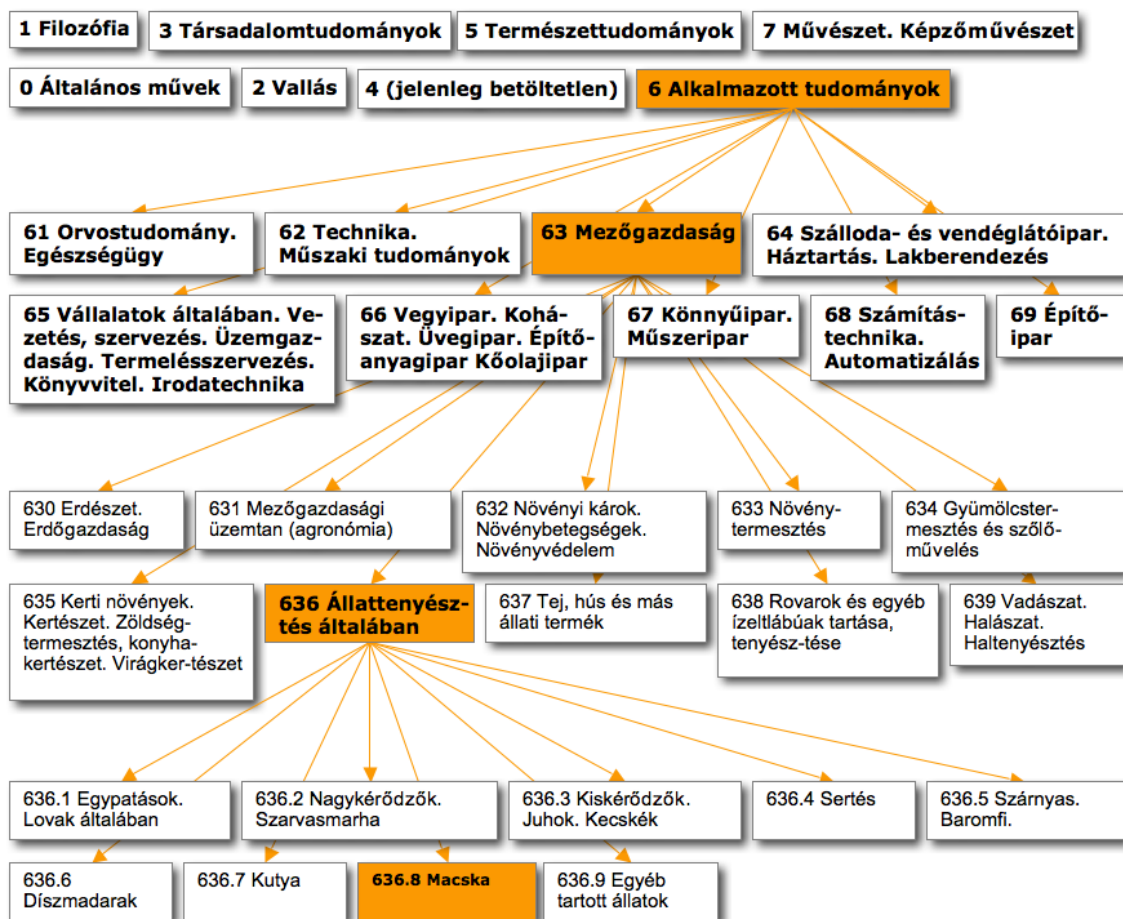 1 Filozófia
3 Társadalomtudományok
5 Természettudományok
7 Művészet. Képzőművészet
0 Általános művek
2 Vallás
4 (jelenleg betöltetlen)
6 Alkalmazott tudományok
61 Orvostudomány.
Egészségügy
62 Technika.
Műszaki tudományok
63 Mezőgazdaság
64 Szálloda- és vendéglátóipar.
Háztartás. Lakberendezés
65 Vállalatok általában. Ve-
zetés, szervezés. Üzemgaz-
daság. Termelésszervezés.
Könyvvitel. Irodatechnika
66 Vegyipar. Kohá-
szat. Üvegipar. Építő-
anyagipar Kőolajipar
67 Könnyűipar.
Műszeripar
68 Számítás-
technika.
Automatizálás
69 Építő-
ipar
630 Erdészet.
Erdőgazdaság
631 Mezőgazdasági
üzemtan (agronómia)
632 Növényi károk.
Növénybetegségek.
Növényvédelem
633 Növény-
termesztés
634 Gyümölcster-
mesztés és szőlő-
művelés
635 Kerti növények.
Kertészet. Zöldség-
termesztés, konyha-
kertészet. Virágker-tészet
636 Állattenyész-
tés általában
637 Tej, hús és más
állati termék
638 Rovarok és egyéb
ízeltlábúak tartása,
tenyész-tése
639 Vadászat.
Halászat.
Haltenyésztés
636.1 Egypatások.
Lovak általában
636.2 Nagykérődzők.
Szarvasmarha
636.3 Kiskérődzők.
Juhok. Kecskék
636.4 Sertés
636.5 Szárnyas.
Baromfi.
636.6
Díszmadarak
636.7 Kutya
636.8 Macska
636.9 Egyéb
tartott állatok